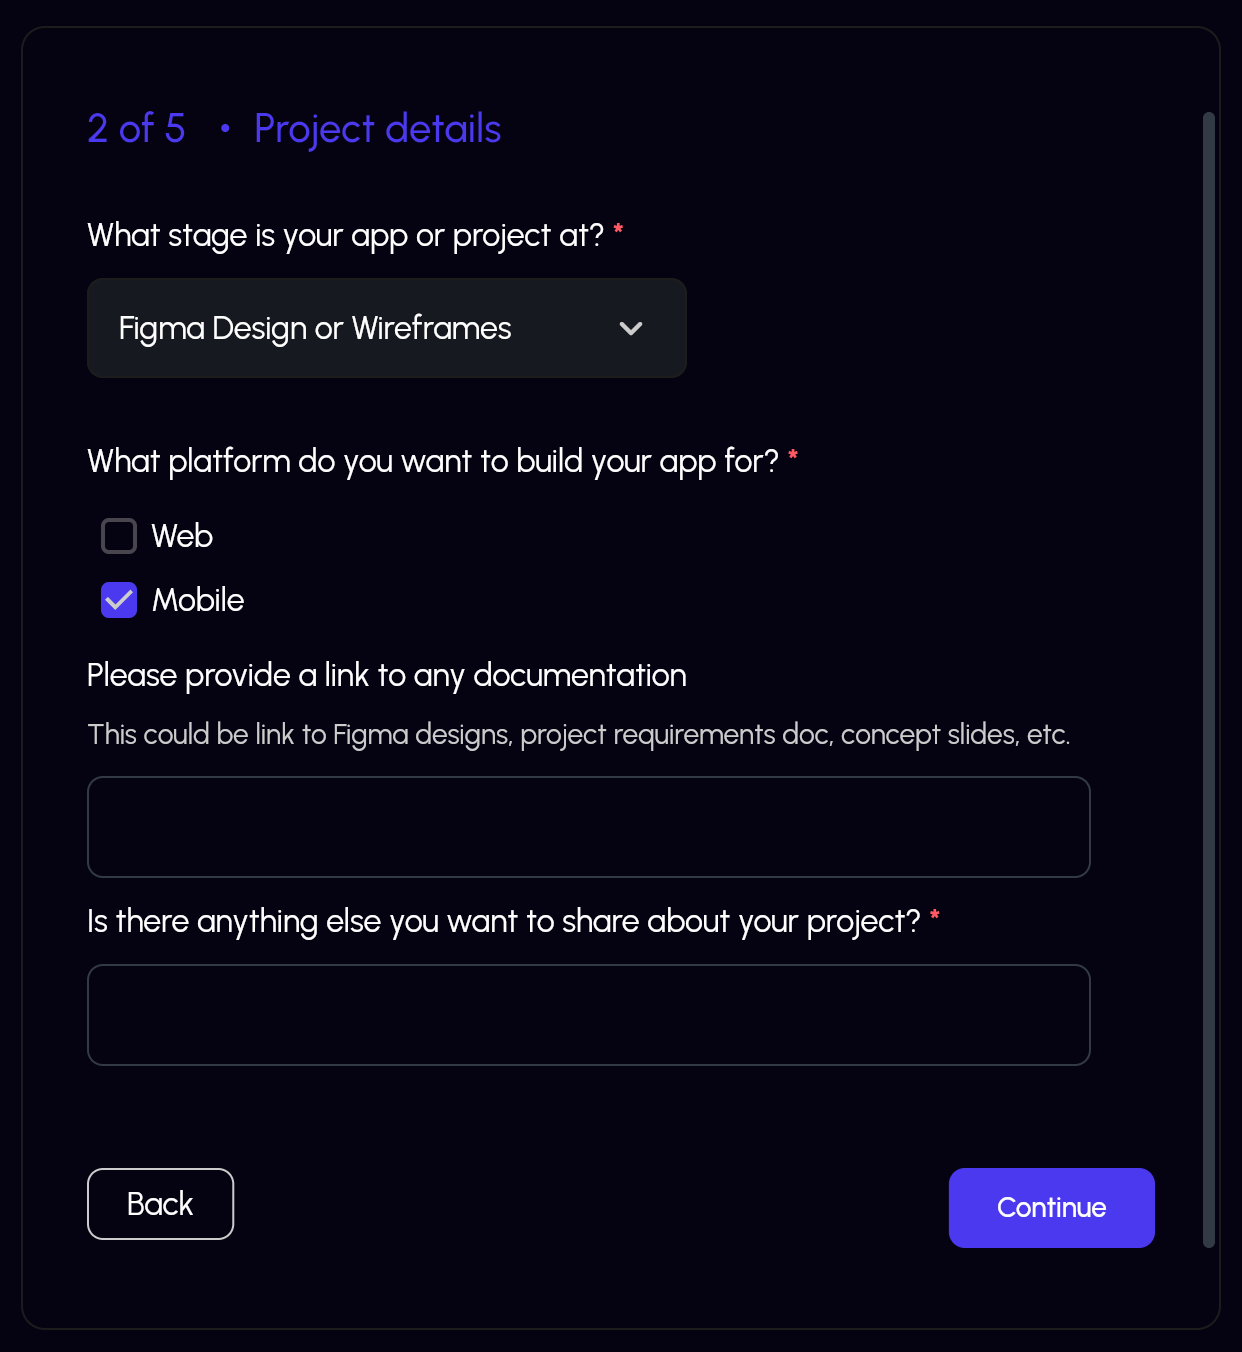 2 of 5 • Project details
What stage is your app or project at? *
Figma Design or Wireframes
What platform do you want to build your app for? *
Web
Mobile
Please provide a link to any documentation
This could be link to Figma designs, project requirements doc, concept slides, etc.
Is there anything else you want to share about your project? *
Back
Continue